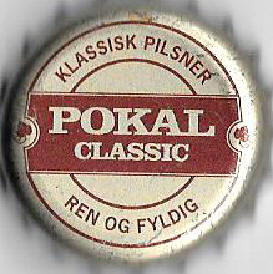 KLASSISK PILSNER
POKAL
CLASSIC
REN OG FYLDIG